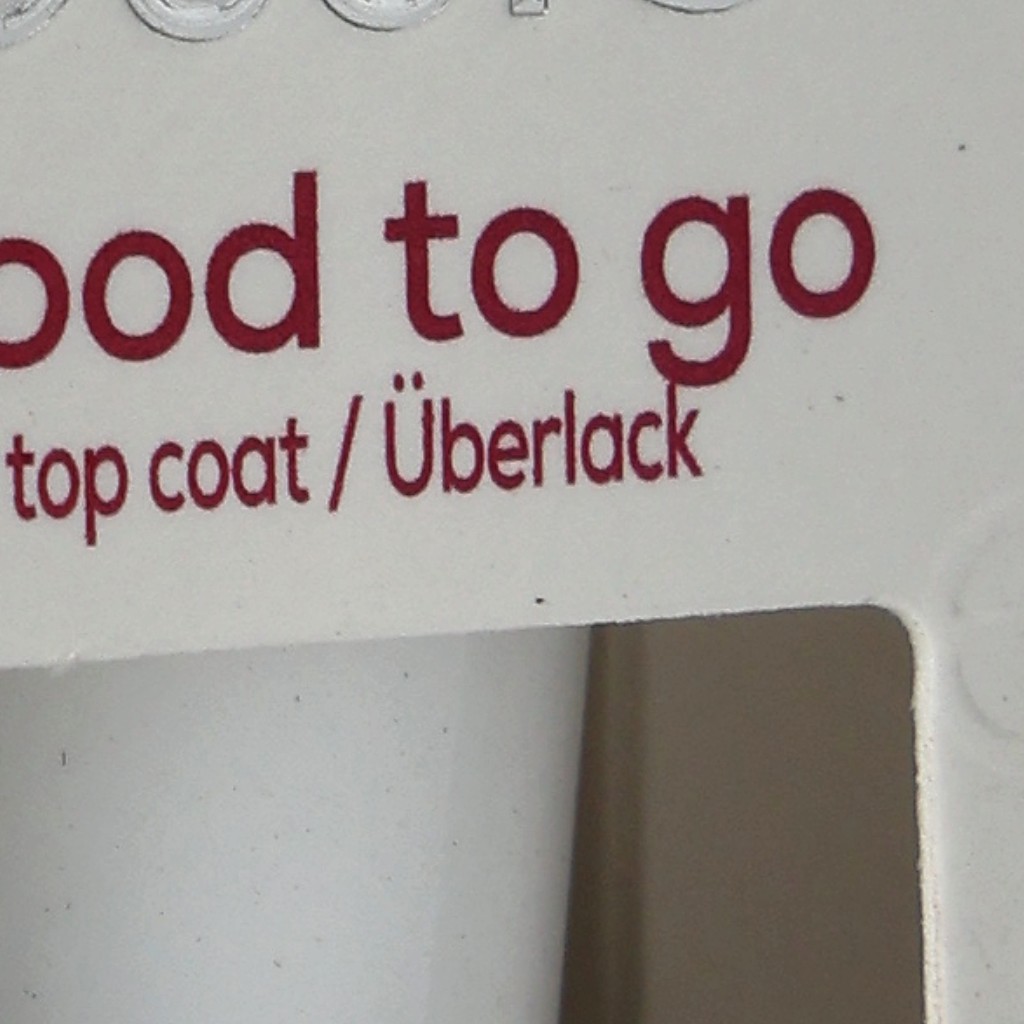 ood to go
top coat / Überlack